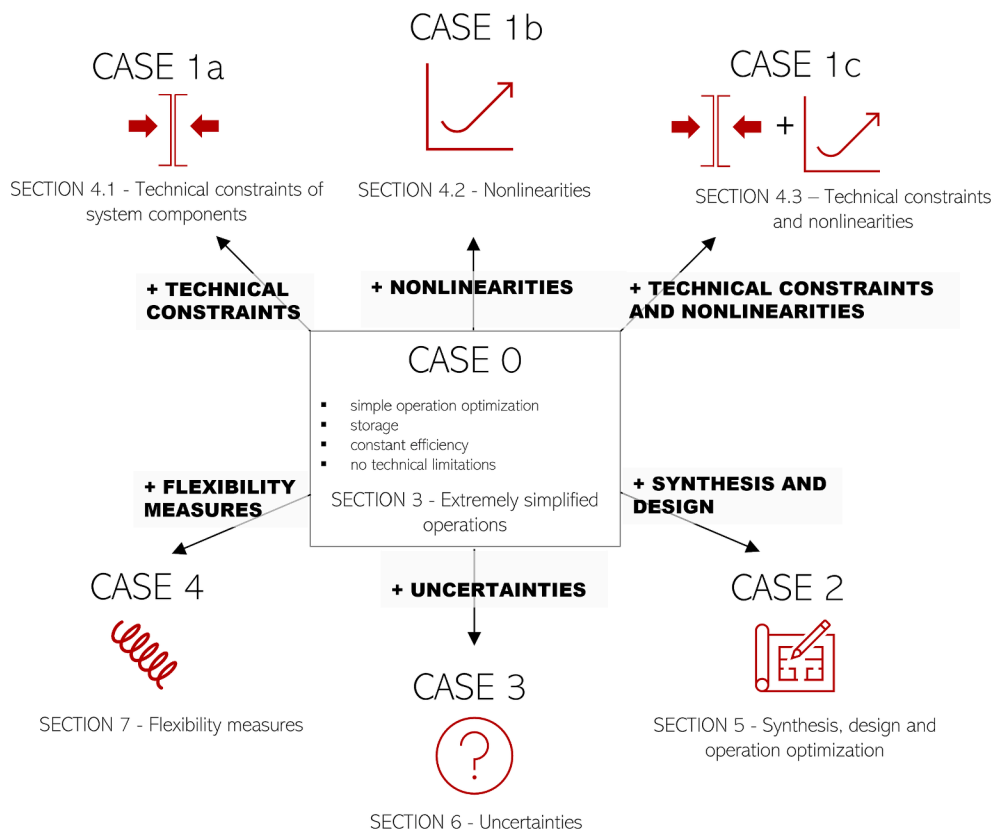 CASE 1a
CASE 1b
CASE 1c
+
SECTION 4.1 - Technical constraints of
system components
SECTION 4.2 - Nonlinearities
SECTION 4.3 – Technical constraints
and nonlinearities
+ TECHNICAL
CONSTRAINTS
+ NONLINEARITIES
+ TECHNICAL CONSTRAINTS
AND NONLINEARITIES
CASE 0
▪ simple operation optimization
▪ storage
▪ constant efficiency
▪ no technical limitations
SECTION 3 - Extremely simplified
operations
+ FLEXIBILITY
MEASURES
+ UNCERTAINTIES
+ SYNTHESIS AND
DESIGN
CASE 4
SECTION 7 - Flexibility measures
CASE 3
?
SECTION 6 - Uncertainties
CASE 2
SECTION 5 - Synthesis, design and
operation optimization